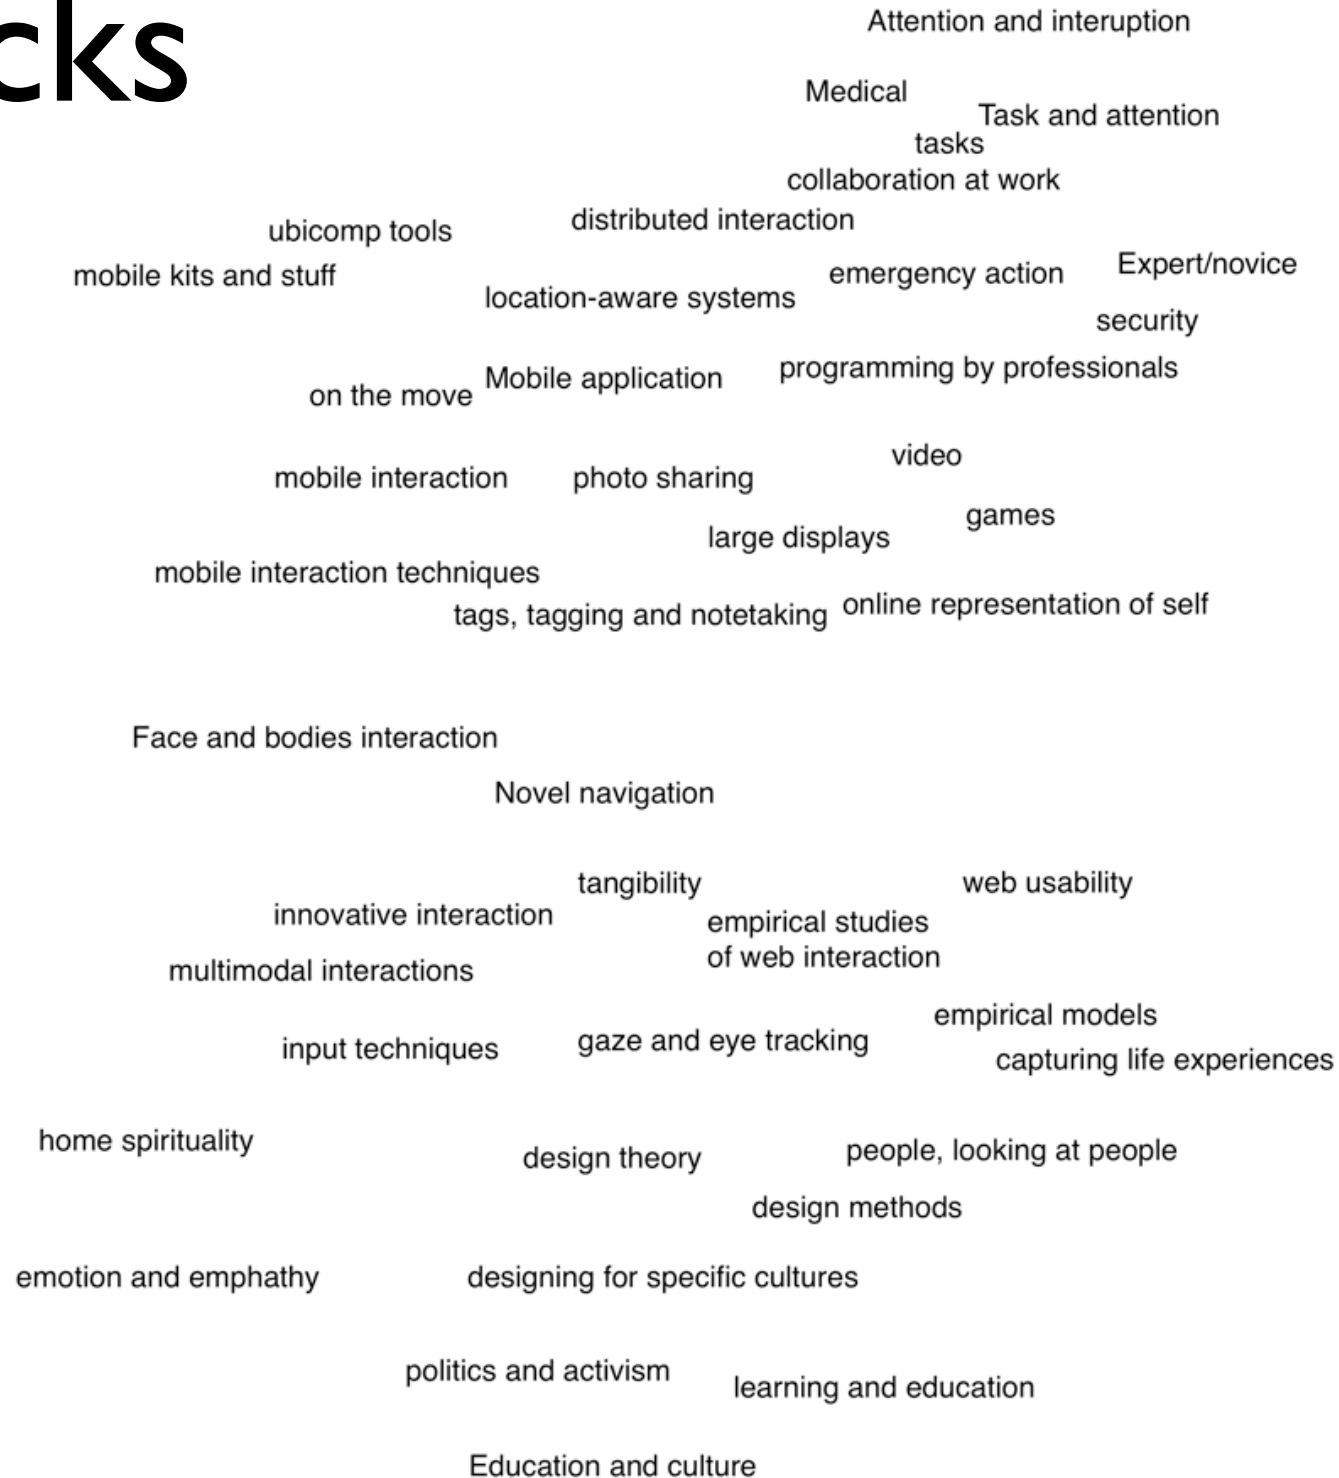 cks
Attention and interuption
Medical
Task and attention
tasks
collaboration at work
distributed interaction
ubicomp tools
Expert/novice
emergency action
mobile kits and stuff
location-aware systems
security
programming by professionals
Mobile application
on the move
video
mobile interaction
photo sharing
games
large displays
mobile interaction techniques
online representation of self
tags, tagging and notetaking
Face and bodies interaction
Novel navigation
tangibility
web usability
innovative interaction
empirical studies
of web interaction
multimodal interactions
empirical models
gaze and eye tracking
input techniques
capturing life experiences
home spirituality
people, looking at people
design theory
design methods
emotion and emphathy
designing for specific cultures
politics and activism
learning and education
Education and culture